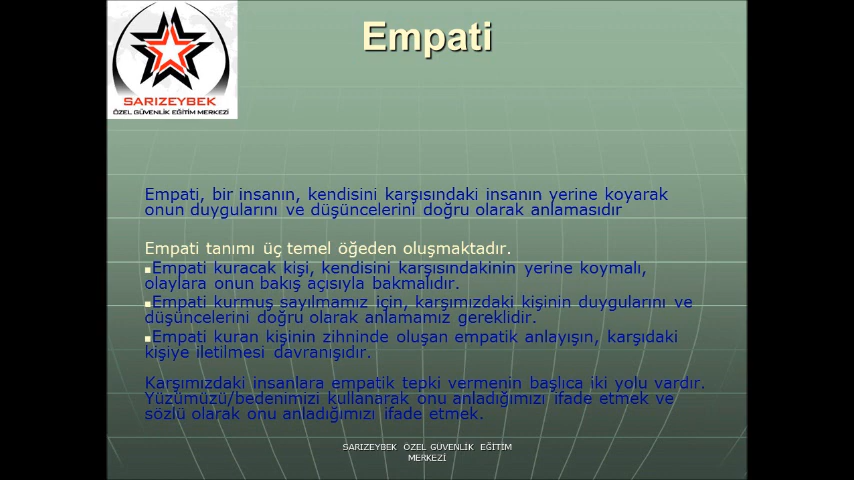 Empati
SARIZEYBEK
ÖZEL GÜVENLİK EĞİTİM MERKEZİ
Empati, bir insanın, kendisini karşısındaki insanın yerine koyarak
onun duygularını ve düşüncelerini doğru olarak anlamasıdır
Empati tanımı üç temel öğeden oluşmaktadır.
Empati kuracak kişi, kendisini karşısındakinin yerine koymalı,
olaylara onun bakış açısıyla bakmalıdır.
Empati kurmuş sayılmamız için, karşımızdaki kişinin duygularını ve
düşüncelerini doğru olarak anlamamız gereklidir.
Empati kuran kişinin zihninde oluşan empatik anlayışın, karşıdaki
kişiye iletilmesi davranışıdır.
Karşımızdaki insanlara empatik tepki vermenin başlıca iki yolu vardır.
Yüzümüzü/bedenimizi kullanarak onu anladığımızı ifade etmek ve
sözlü olarak onu anladığımızı ifade etmek.
SARIZEYBEK ÖZEL GÜVENLİK EĞİTİM
MERKEZİ